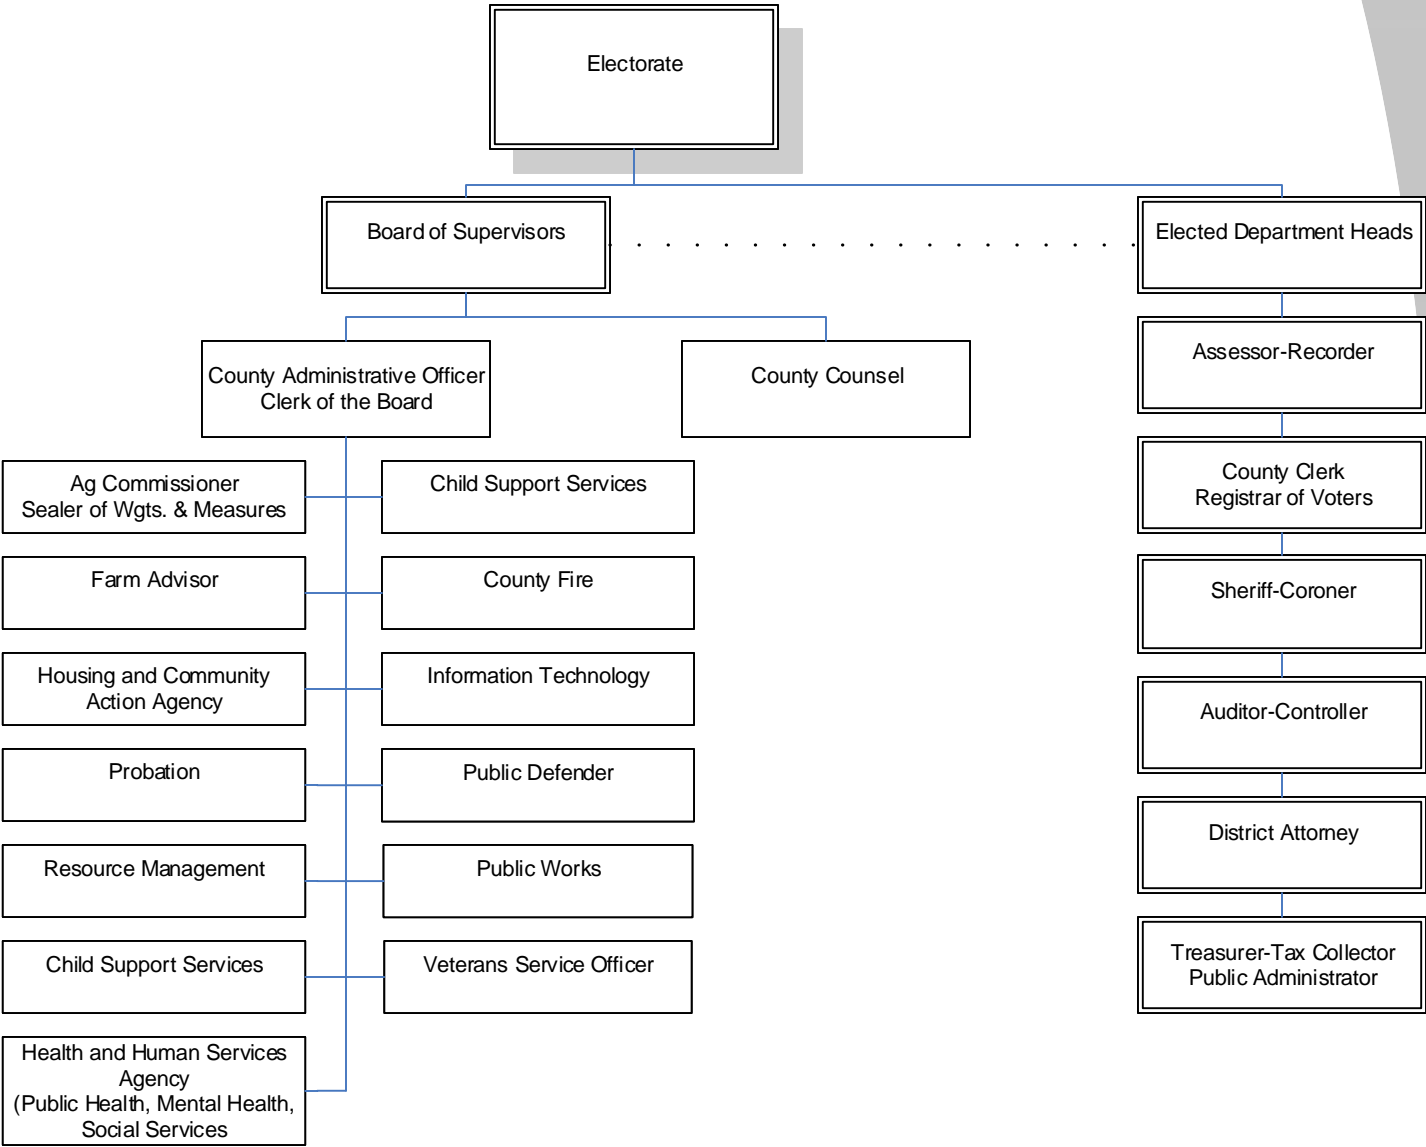 Electorate
Board of Supervisors
Elected Department Heads
County Administrative Officer
Clerk of the Board
County Counsel
Assessor-Recorder
Ag Commissioner
Sealer of Wgts. & Measures
Child Support Services
County Clerk
Registrar of Voters
Farm Advisor
County Fire
Sheriff-Coroner
Housing and Community
Action Agency
Information Technology
Auditor-Controller
Probation
Public Defender
District Attorney
Resource Management
Public Works
Treasurer-Tax Collector
Public Administrator
Child Support Services
Veterans Service Officer
Health and Human Services
Agency
(Public Health, Mental Health,
Social Services